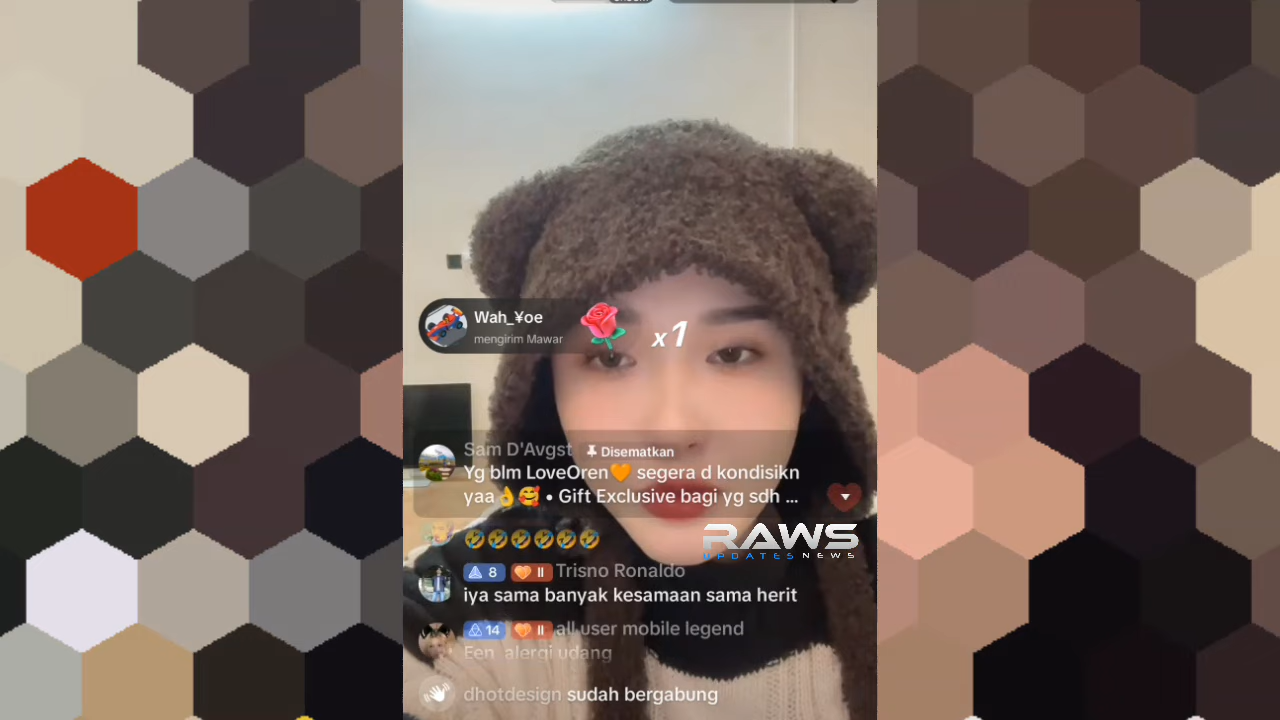 Wah_¥oe
mengirim Mawar
x1
Sam D'Avgst Disematkan
Yg blm LoveOren🧡 segera d kondisikn
yaa👌🥰 • Gift Exclusive bagi yg sdh ...
RAWS
UPDATES NEWS
🤣🤣🤣🤣🤣🤣
8 II Trisno Ronaldo
iya sama banyak kesamaan sama herit
14 II all user mobile legend
Een alergi udang
dhotdesign sudah bergabung